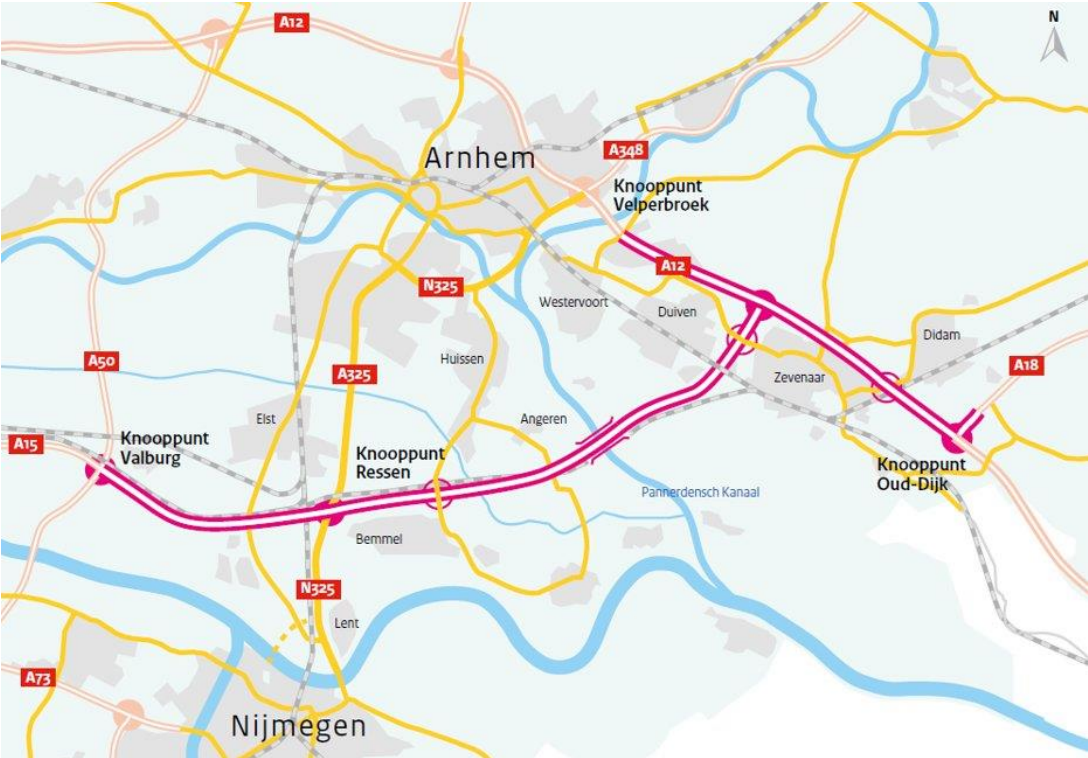 N
A12
Arnhem
A348
Knooppunt
Velperbroek
A12
N325
Westervoort
Duiven
Didam
Huissen
A50
A325
Zevenaar
A18
Elst
Angeren
A15
Knooppunt
Valburg
Knooppunt
Ressen
Knooppunt
Oud-Dijk
Pannerdensch Kanaal
Bemmel
N325
Lent
A73
Nijmegen